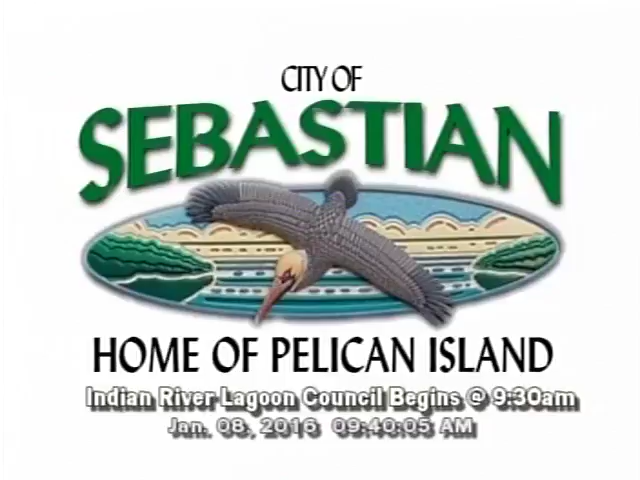 CITY OF
SEBASTIAN
HOME OF PELICAN ISLAND
Indian River Lagoon Council Begins @ 9:30am
Jan. 08, 2016 09:40:05 AM